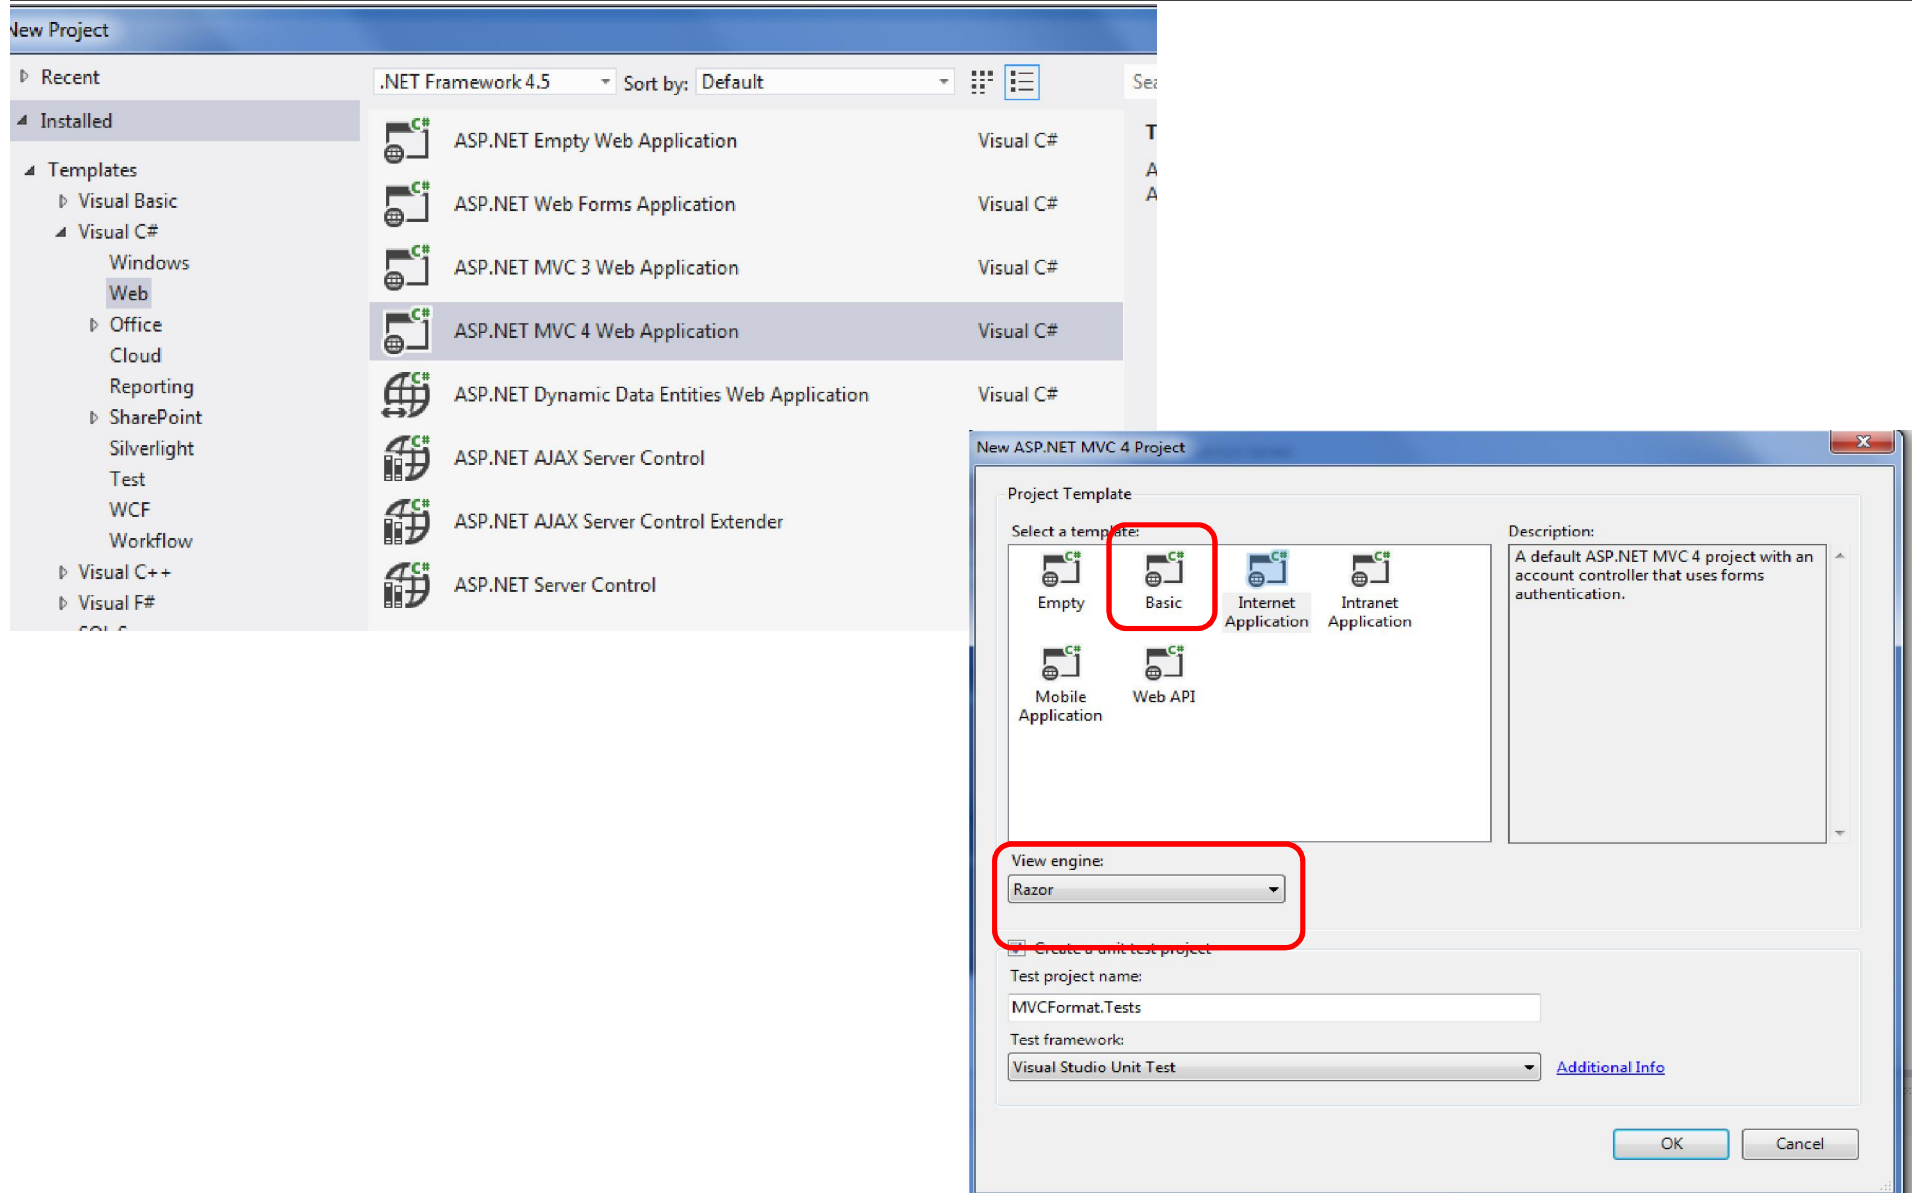 New Project
Recent
Installed
Templates
Visual Basic
Visual C#
Windows
Web
Office
Cloud
Reporting
SharePoint
Silverlight
Test
WCF
Workflow
Visual C++
Visual F#
.NET Framework 4.5
Sort by: Default
ASP.NET Empty Web Application Visual C#
ASP.NET Web Forms Application Visual C#
ASP.NET MVC 3 Web Application Visual C#
ASP.NET MVC 4 Web Application Visual C#
ASP.NET Dynamic Data Entities Web Application Visual C#
ASP.NET AJAX Server Control
ASP.NET AJAX Server Control Extender
ASP.NET Server Control
New ASP.NET MVC 4 Project
Project Template
Select a template:
Empty
Basic
Internet
Application
Intranet
Application
Mobile
Application
Web API
Description:
A default ASP.NET MVC 4 project with an
account controller that uses forms
authentication.
View engine:
Razor
Create a unit test project
Test project name:
MVCFormat.Tests
Test framework:
Visual Studio Unit Test
Additional Info
OK
Cancel